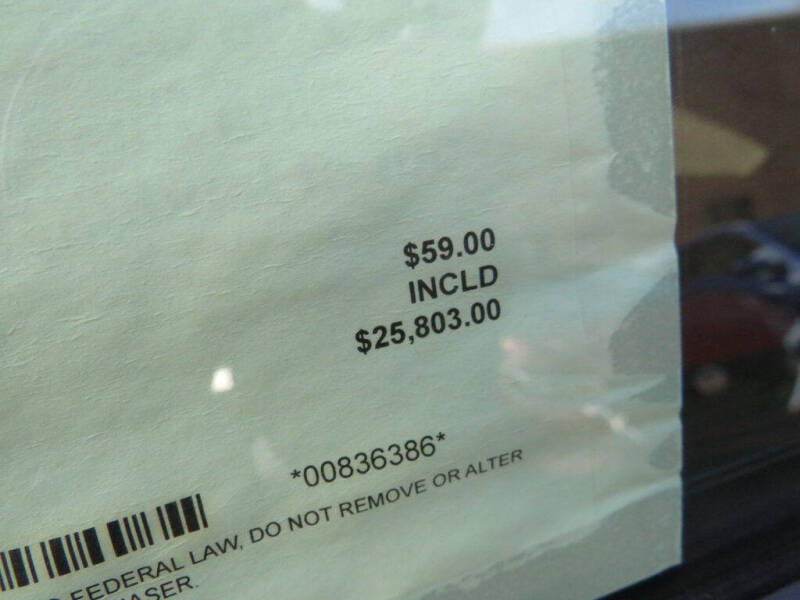 $59.00
INCLD
$25,803.00
*00836386*
FEDERAL LAW, DO NOT REMOVE OR ALTER